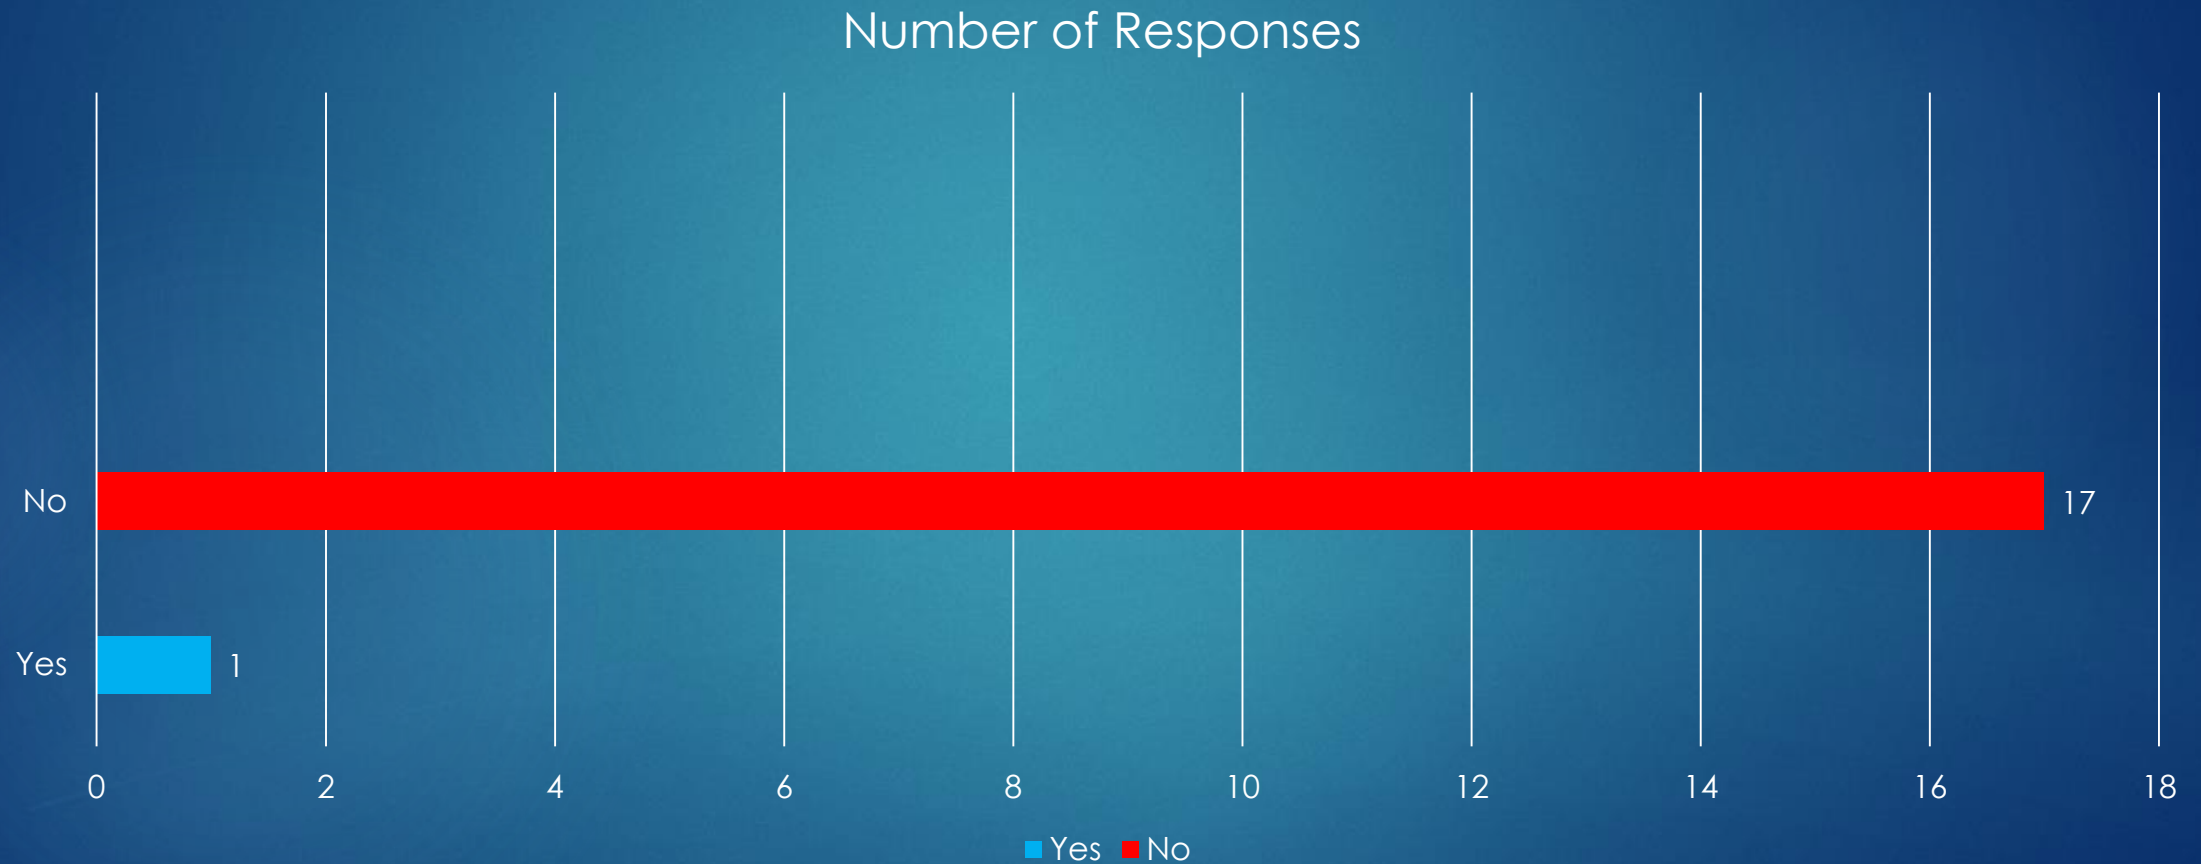 Number of Responses
No 17
Yes 1
0 2 4 6 8 10 12 14 16 18
Yes No